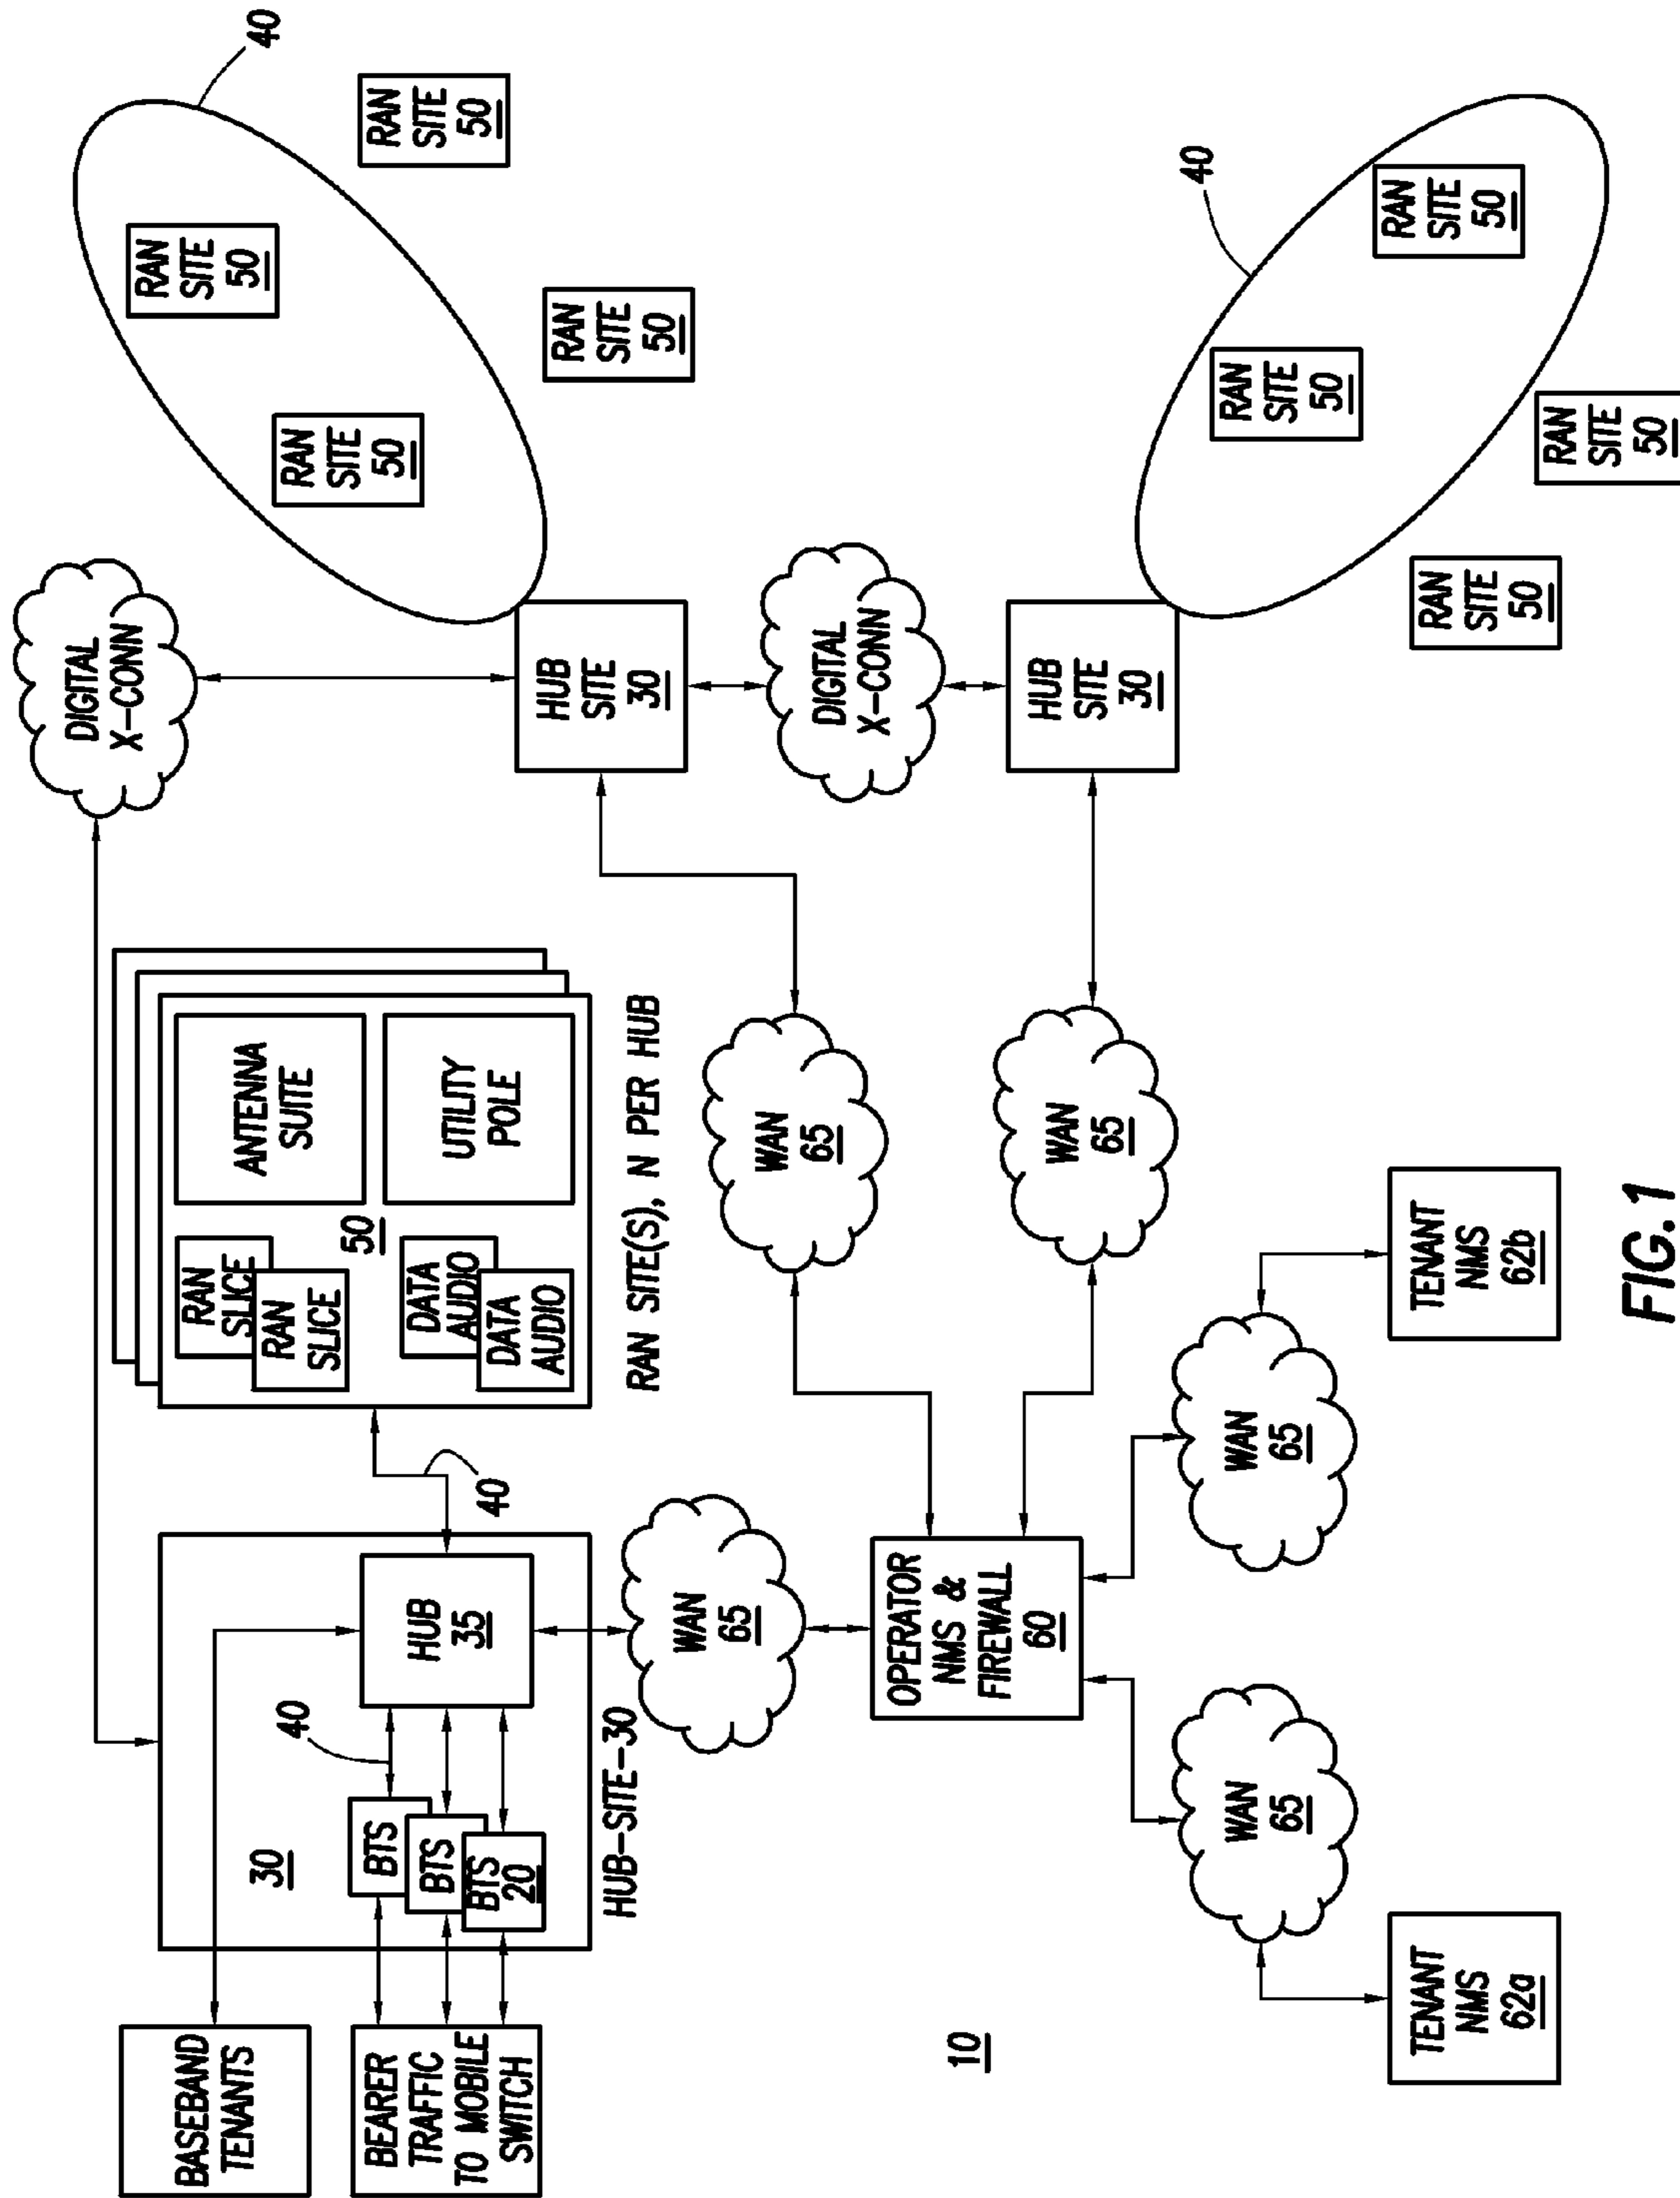 BASEBAND
TENANTS
BEARER
TRAFFIC
TO MOBILE
SWITCH
30
BTS
BTS
BTS
20
40
HUB
35
HUB-SITE-30
40
RAN
SLICE
RAN
SLICE
50
DATA
AUDIO
DATA
AUDIO
ANTENNA
SUITE
UTILITY
POLE
RAN SITE(S), N PER HUB
DIGITAL
X-CONN
HUB
SITE
30
DIGITAL
X-CONN
HUB
SITE
30
40
RAN
SITE
50
RAN
SITE
50
RAN
SITE
50
RAN
SITE
50
40
RAN
SITE
50
RAN
SITE
50
RAN
SITE
50
RAN
SITE
50
WAN
65
WAN
65
WAN
65
OPERATOR
NMS &
FIREWALL
60
WAN
65
WAN
65
TENANT
NMS
62a
TENANT
NMS
62b
10
FIG.1